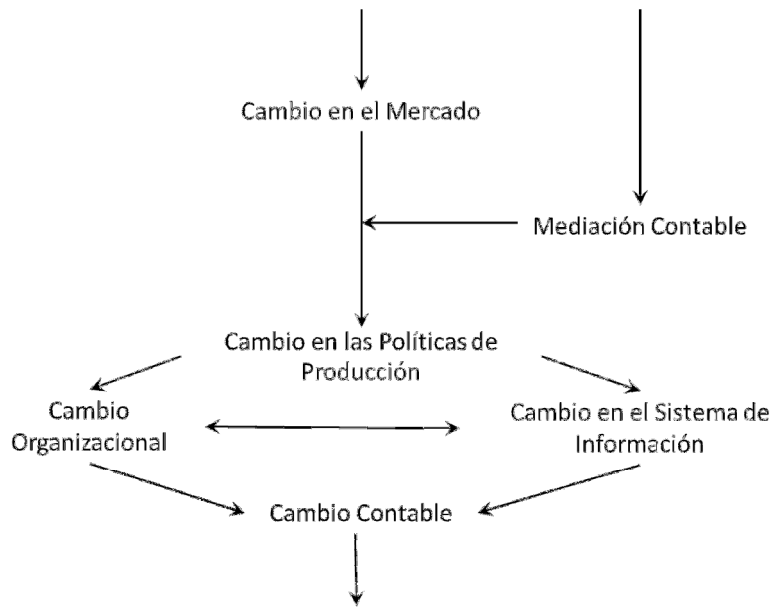 Cambio en el Mercado
Mediación Contable
Cambio en las Políticas de
Producción
Cambio
Organizacional
Cambio en el Sistema de
Información
Cambio Contable